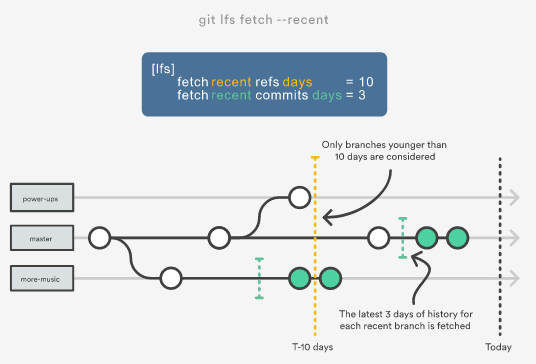 git lfs fetch --recent
[lfs]
fetch recent refs days = 10
fetch recent commits days = 3
Only branches younger than
10 days are considered
power-ups
master
more-music
The latest 3 days of history for
each recent branch is fetched
T-10 days
Today